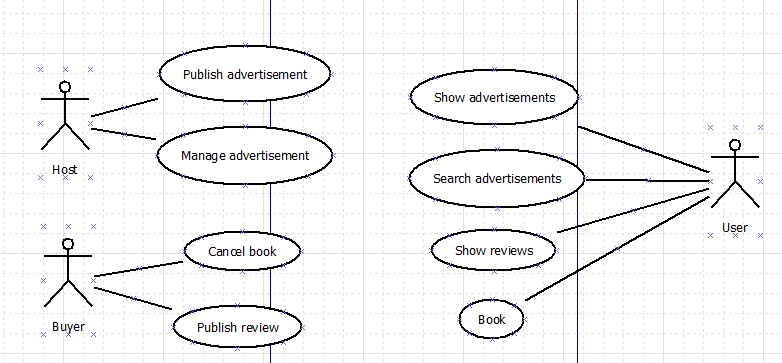 Publish advertisement
Manage advertisement
Host
Cancel book
Publish review
Buyer
Show advertisements
Search advertisements
Show reviews
Book
User